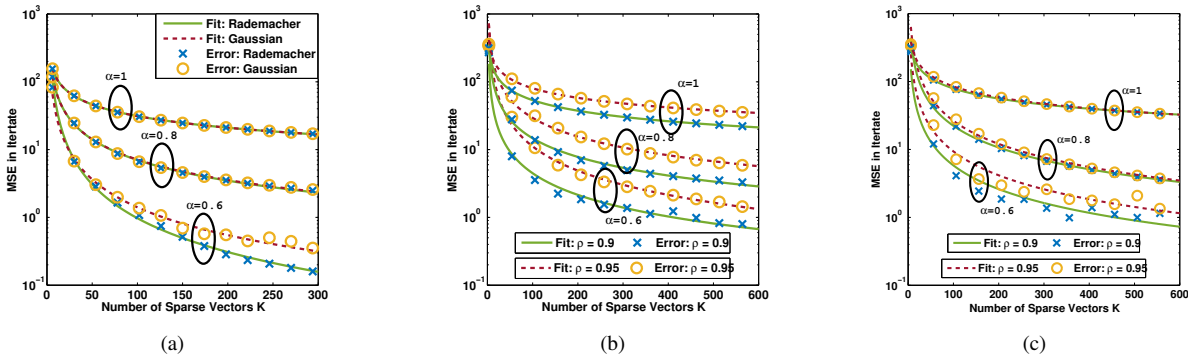 10³
10²
10¹
10⁰
10⁻¹
MSE in Itertate
0
50
100
150
200
250
300
Number of Sparse Vectors K
Fit: Rademacher
Fit: Gaussian
Error: Rademacher
Error: Gaussian
α=1
α=0.8
α=0.6
(a)
10³
10²
10¹
10⁰
10⁻¹
MSE in Itertate
0
100
200
300
400
500
600
Number of Sparse Vectors K
α=1
α=0.8
α=0.6
Fit: ρ = 0.9
Error: ρ = 0.9
Fit: ρ = 0.95
Error: ρ = 0.95
(b)
10³
10²
10¹
10⁰
10⁻¹
MSE in Itertate
0
100
200
300
400
500
600
Number of Sparse Vectors K
α=1
α=0.8
α=0.6
Fit: ρ = 0.9
Error: ρ = 0.9
Fit: ρ = 0.95
Error: ρ = 0.95
(c)